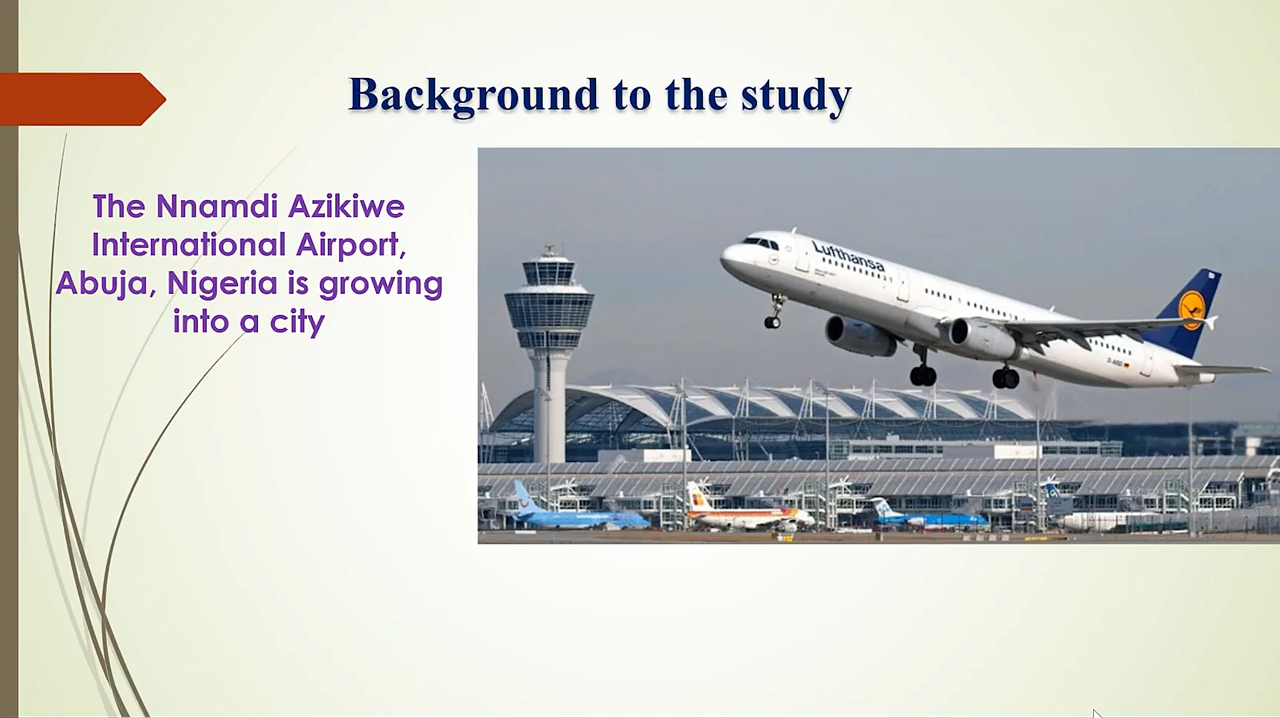 Background to the study
The Nnamdi Azikiwe
International Airport,
Abuja, Nigeria is growing
into a city
Lufthansa